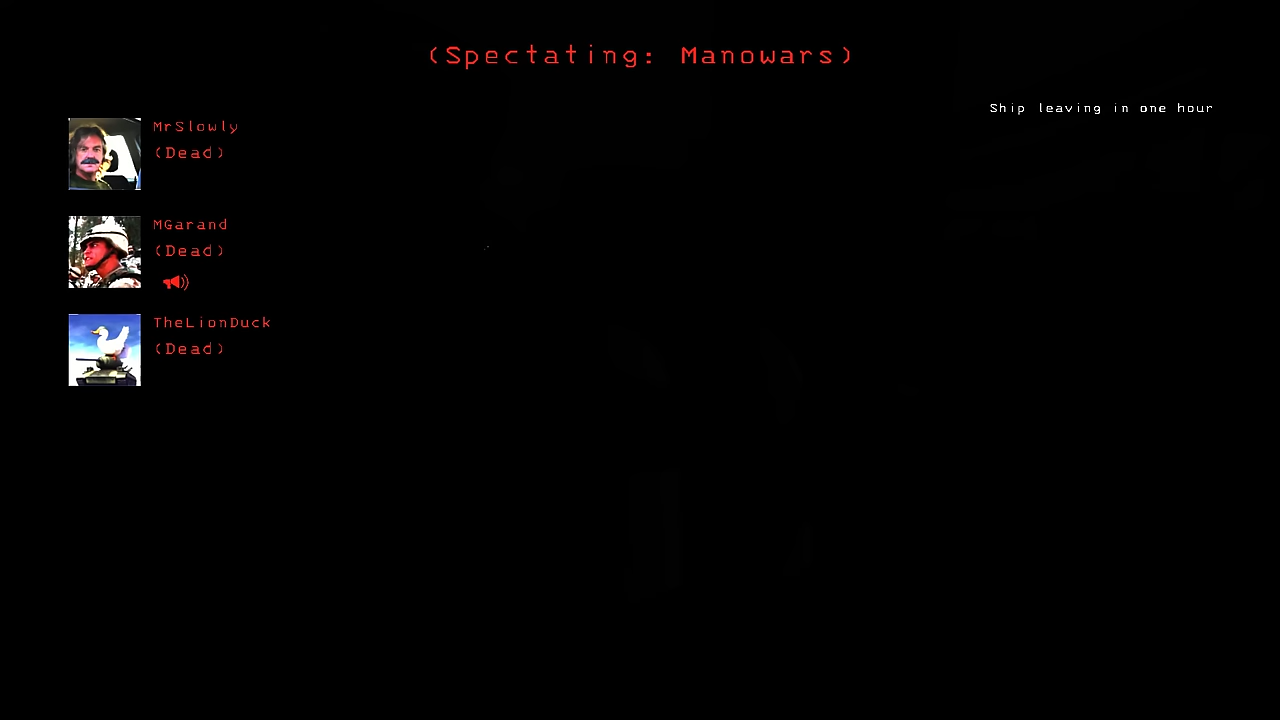 (Spectating: Manowars)
Ship leaving in one hour
MrSlowly
(Dead)
MGarand
(Dead)
TheLionDuck
(Dead)